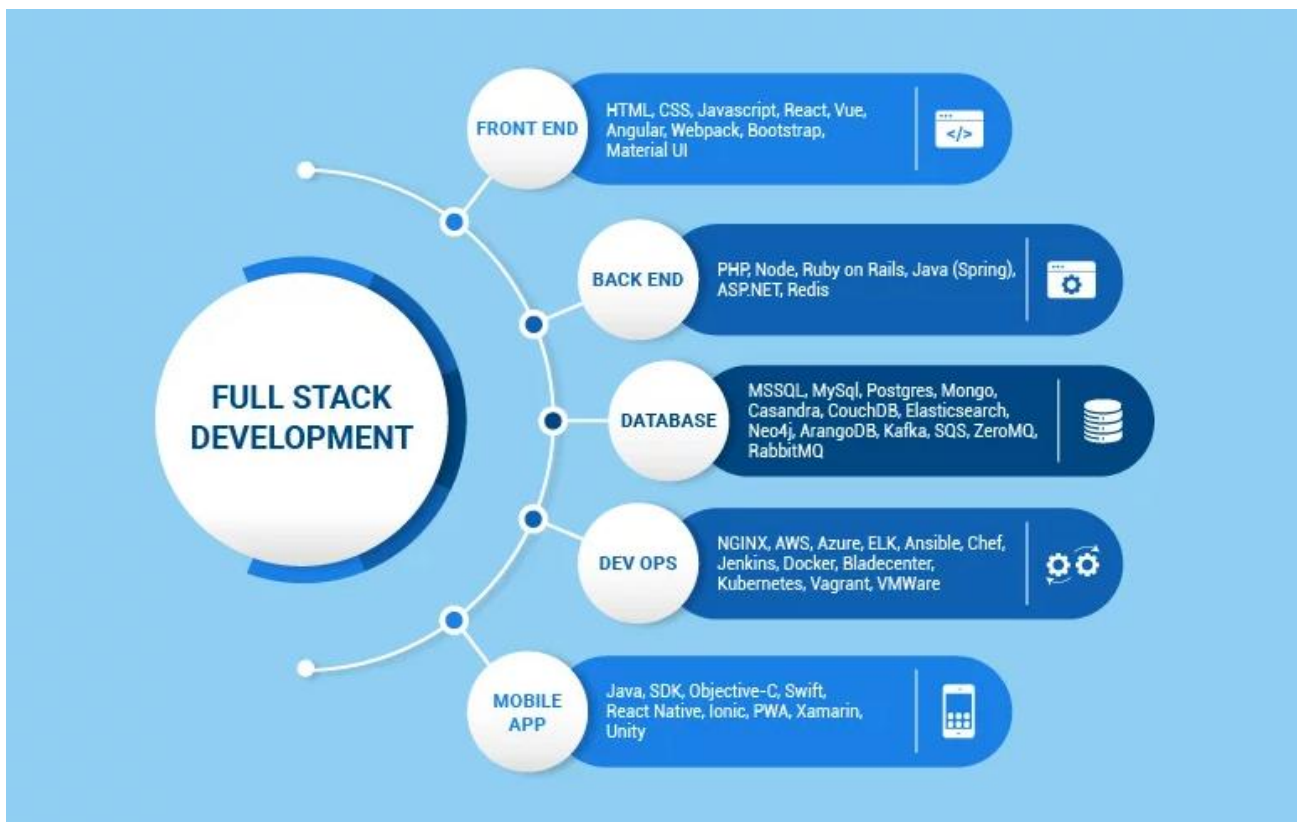 FULL STACK
DEVELOPMENT
FRONT END
HTML, CSS, Javascript, React, Vue,
Angular, Webpack, Bootstrap,
Material UI
</>
BACK END
PHP, Node, Ruby on Rails, Java (Spring),
ASP.NET, Redis
DATABASE
MSSQL, MySql, Postgres, Mongo,
Casandra, CouchDB, Elasticsearch,
Neo4j, ArangoDB, Kafka, SQS, ZeroMQ,
RabbitMQ
DEV OPS
NGINX, AWS, Azure, ELK, Ansible, Chef,
Jenkins, Docker, Bladecenter,
Kubernetes, Vagrant, VMWare
MOBILE
APP
Java, SDK, Objective-C, Swift,
React Native, Ionic, PWA, Xamarin,
Unity